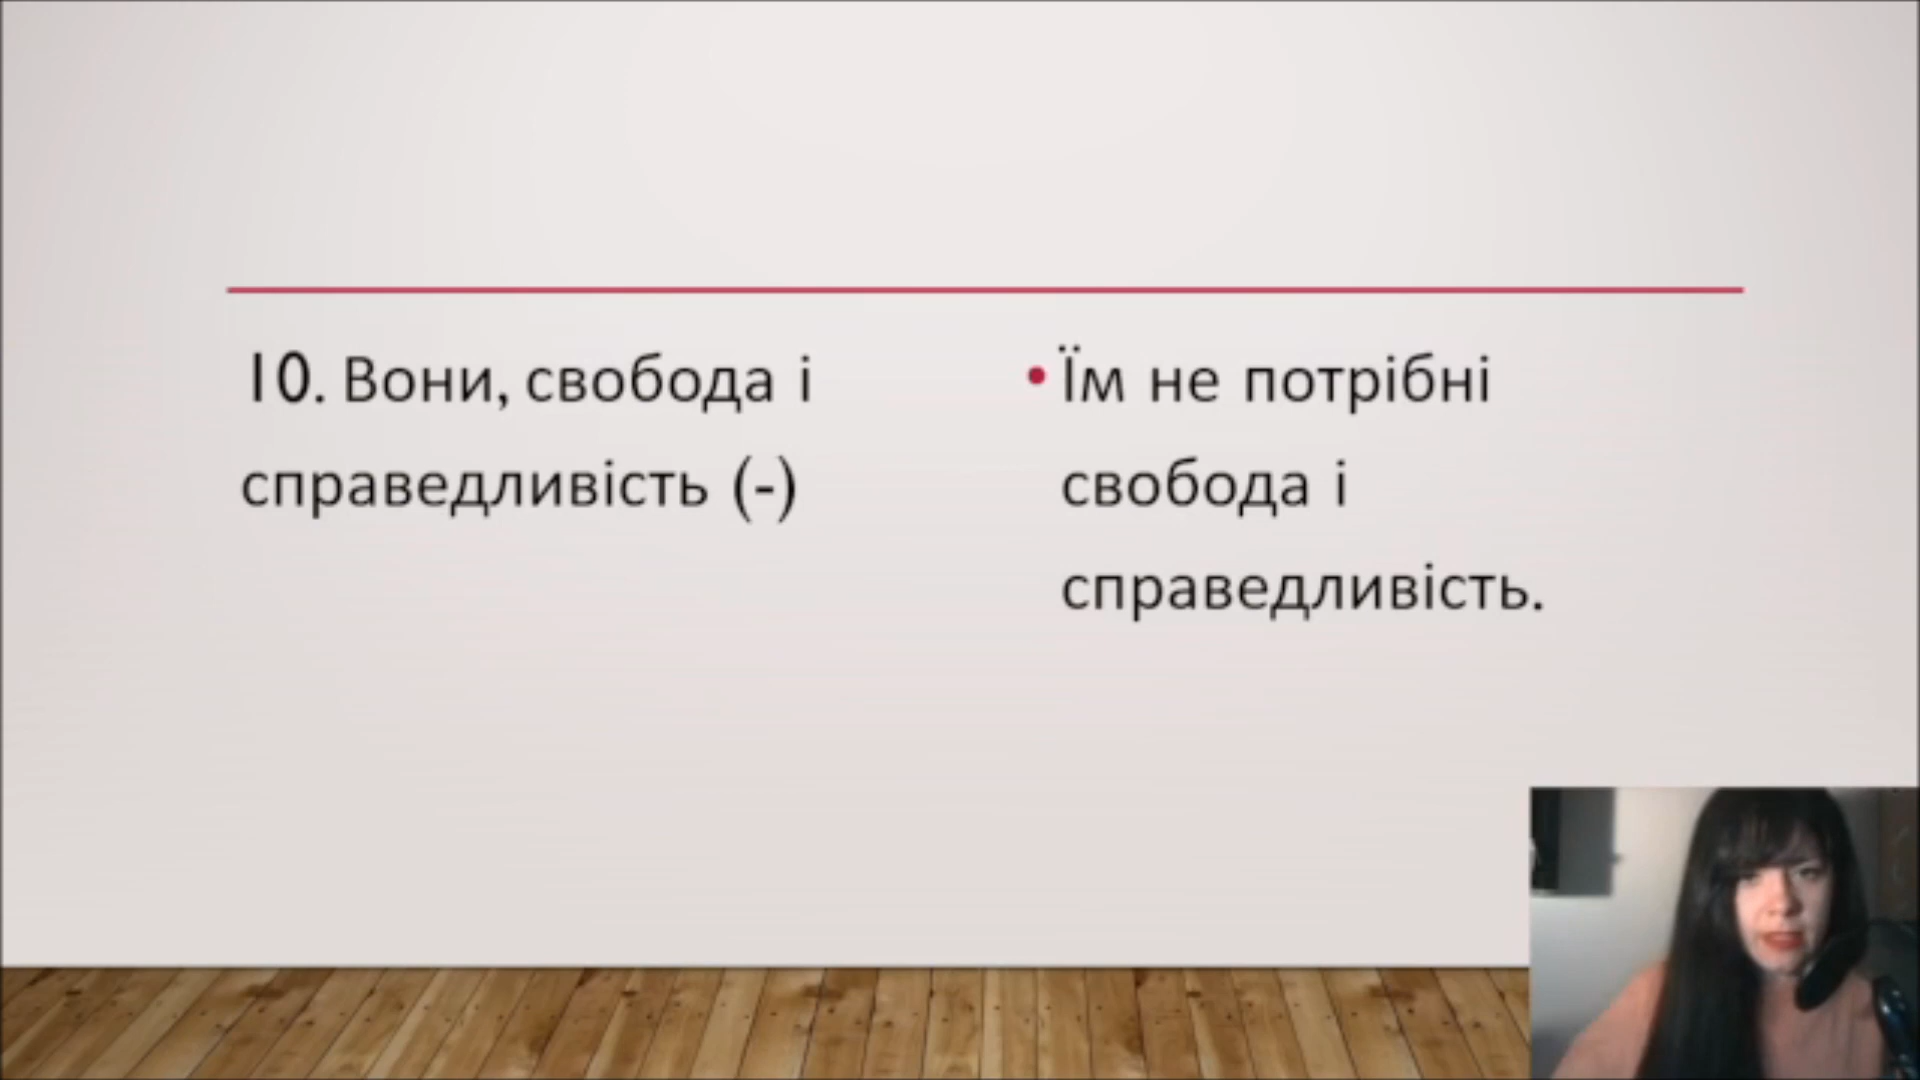 10. Вони, свобода і
справедливість (-)
• Їм не потрібні
свобода і
справедливість.